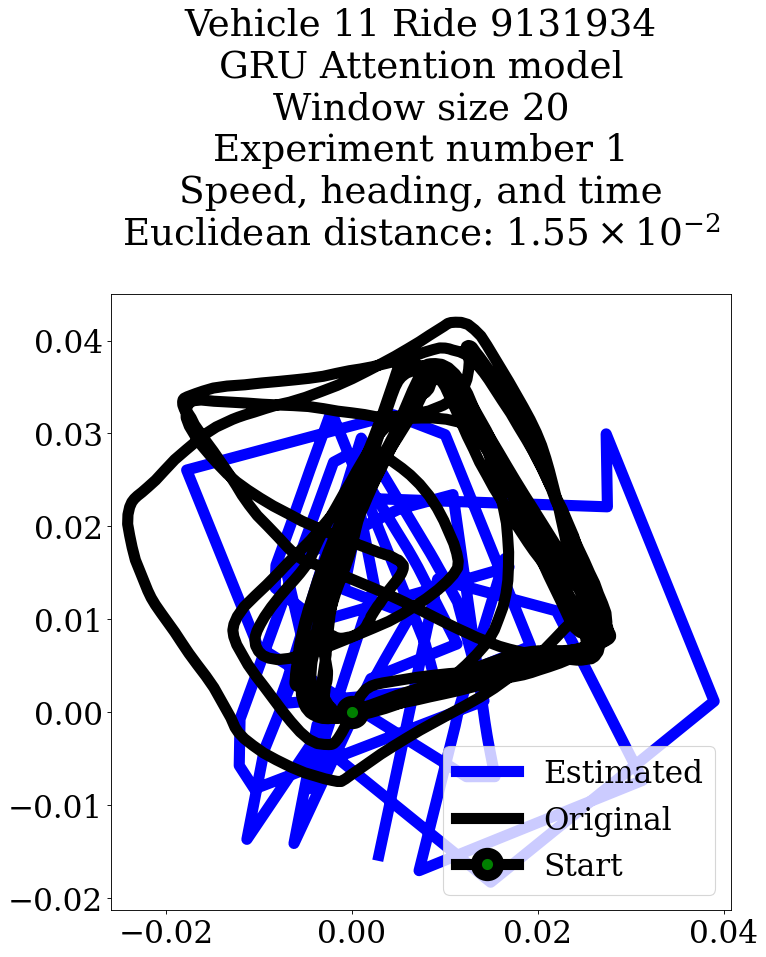 Vehicle 11 Ride 9131934
GRU Attention model
Window size 20
Experiment number 1
Speed, heading, and time
Euclidean distance: 1.55 × 10⁻²
0.04
0.03
0.02
0.01
0.00
−0.01
−0.02
Estimated
Original
Start
−0.02
0.00
0.02
0.04